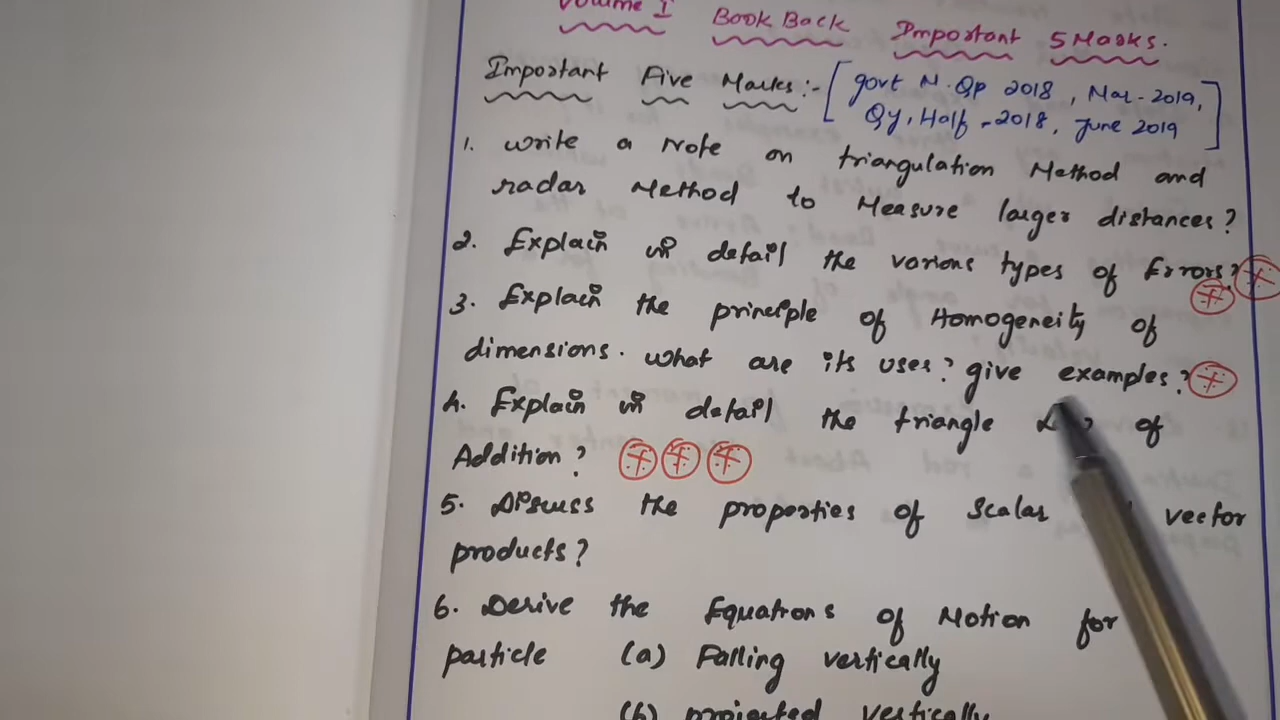 Volume I Book Back Important 5 Marks.
Important Five Marks:- [govt M. Qp 2018, Mar-2019,
Qy, Half - 2018, June 2019]
1. Write a Note on triangulation Method and
radar Method to Measure larger distances?
2. Explain in detail the various types of Errors?
3. Explain the principle of Homogeneity of
dimensions. What are its uses? give examples?
4. Explain in detail the triangle of
Addition?
5. Discuss the properties of Scalar vector
products?
6. Derive the Equations of Motion for
particle (a) Falling vertically
(b) projected vertically